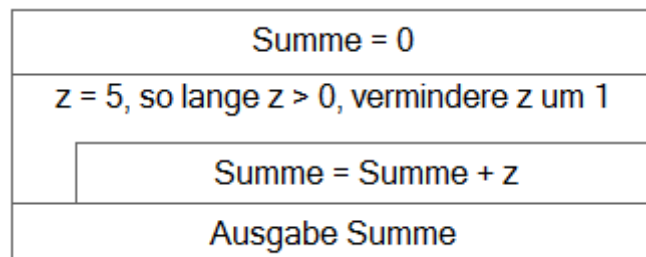 Summe = 0
z = 5, so lange z > 0, vermindere z um 1
Summe = Summe + z
Ausgabe Summe